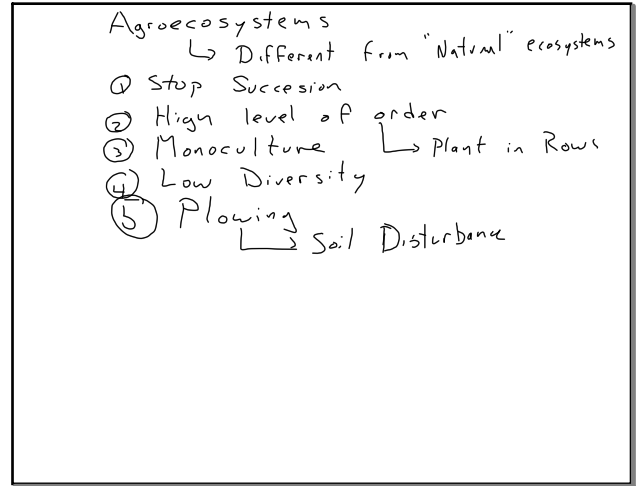 Agroecosystems
↳ Different from "Natural" ecosystems
① Stop Succesion
② High level of order
③ Monoculture ↳ Plant in Rows
④ Low Diversity
⑤ Plowing
↳ Soil Disturbance